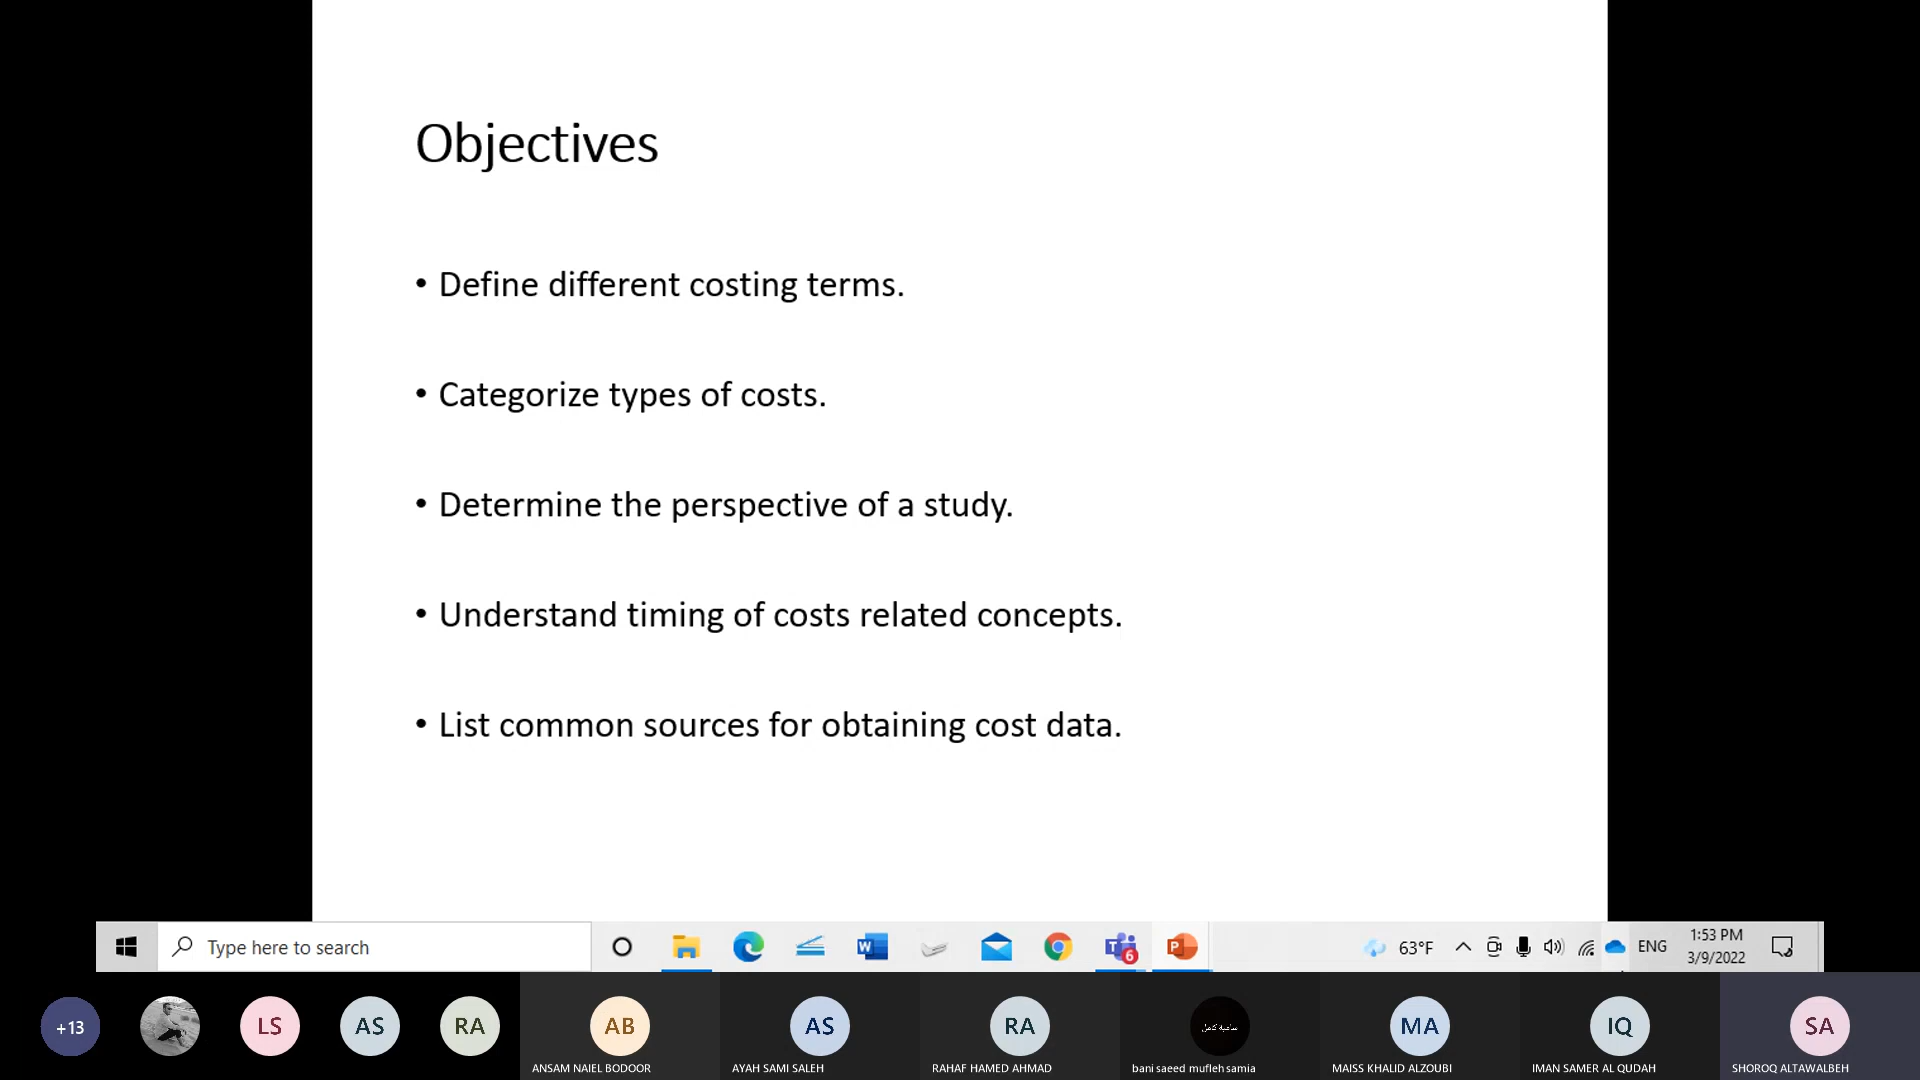 Objectives
• Define different costing terms.
• Categorize types of costs.
• Determine the perspective of a study.
• Understand timing of costs related concepts.
• List common sources for obtaining cost data.
Type here to search
W
T
6
P
63°F
ENG
1:53 PM
3/9/2022
+13
LS
AS
RA
AB
AS
RA
MA
IQ
SA
ANSAM NAIEL BODOOR
AYAH SAMI SALEH
RAHAF HAMED AHMAD
bani saeed mufleh samia
MAISS KHALID ALZOUBI
IMAN SAMER AL QUDAH
SHOROQ ALTAWALBEH